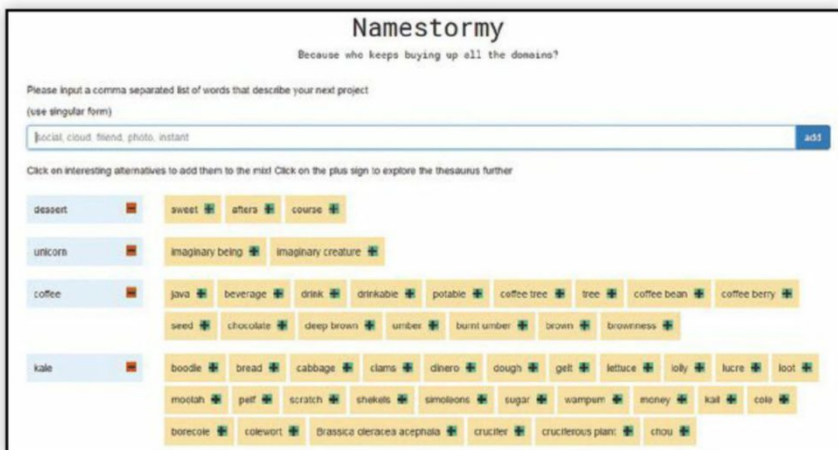 Namestormy
Because who keeps buying up all the domains?
Please input a comma separated list of words that describe your next project
(use singular form)
social, cloud, friend, photo, instant add
Click on interesting alternatives to add them to the mix! Click on the plus sign to explore the thesaurus further
dessert sweet afters course
unicorn imaginary being imaginary creature
coffee java beverage drink drinkable potable coffee tree tree coffee bean coffee berry
seed chocolate deep brown umber burnt umber brown brownness
kale boodle bread cabbage clams dinero dough gelt lettuce lolly lucre loot
moolah pelf scratch shekels simoleons sugar wampum money kail cole
borecole colewort Brassica oleracea acephala crucifer cruciferous plant chou